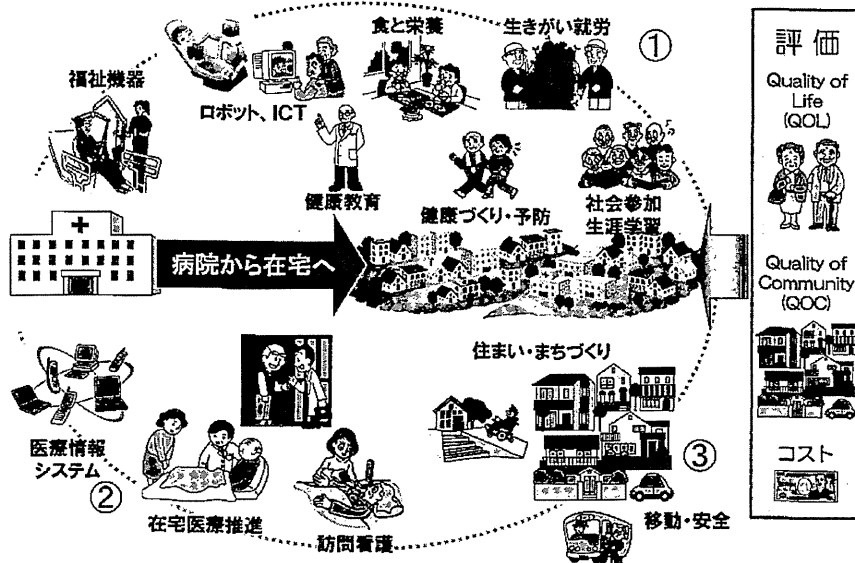 食と栄養
生きがい就労
①
福祉機器
ロボット、ICT
健康教育
健康づくり・予防
社会参加
生涯学習
病院から在宅へ
住まい・まちづくり
医療情報
システム
②
在宅医療推進
訪問看護
③
移動・安全
評価
Quality of
Life
(QOL)
Quality of
Community
(QOC)
コスト